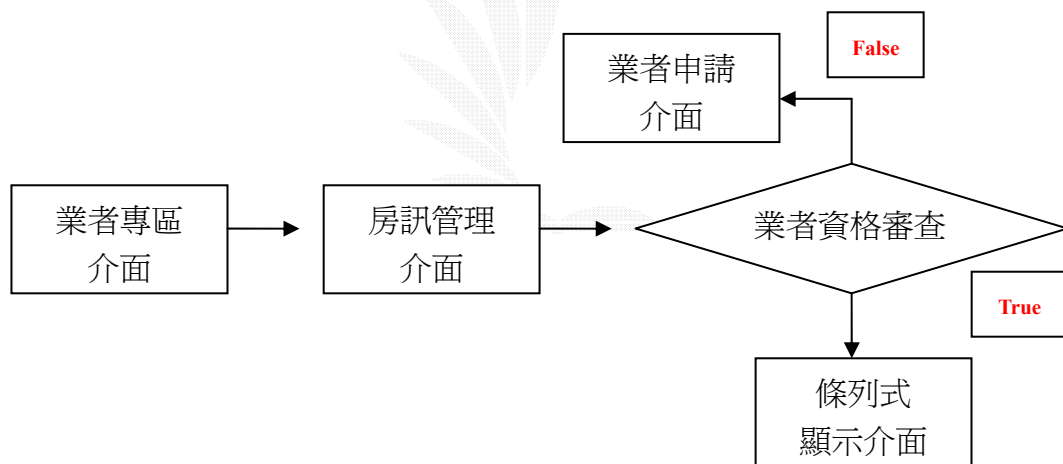 False
業者申請
介面
業者專區
介面
房訊管理
介面
業者資格審查
True
條列式
顯示介面